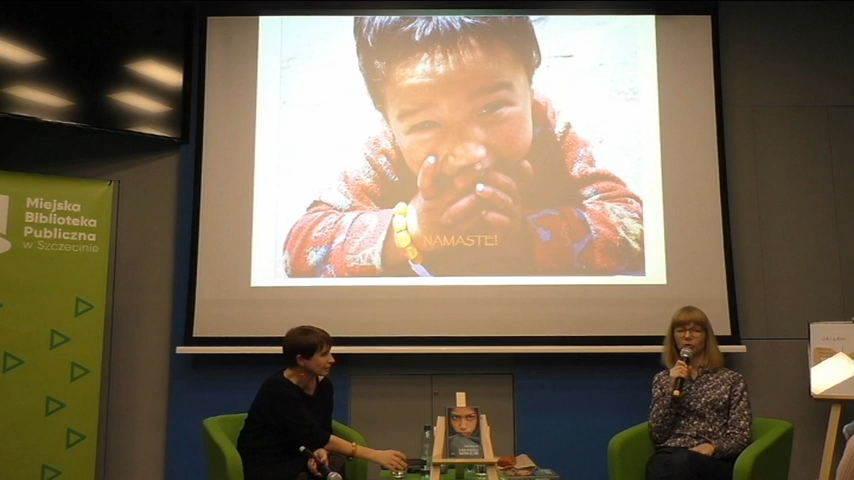 Miejska
Biblioteka
Publiczna
w Szczecinie
NAMASTE!